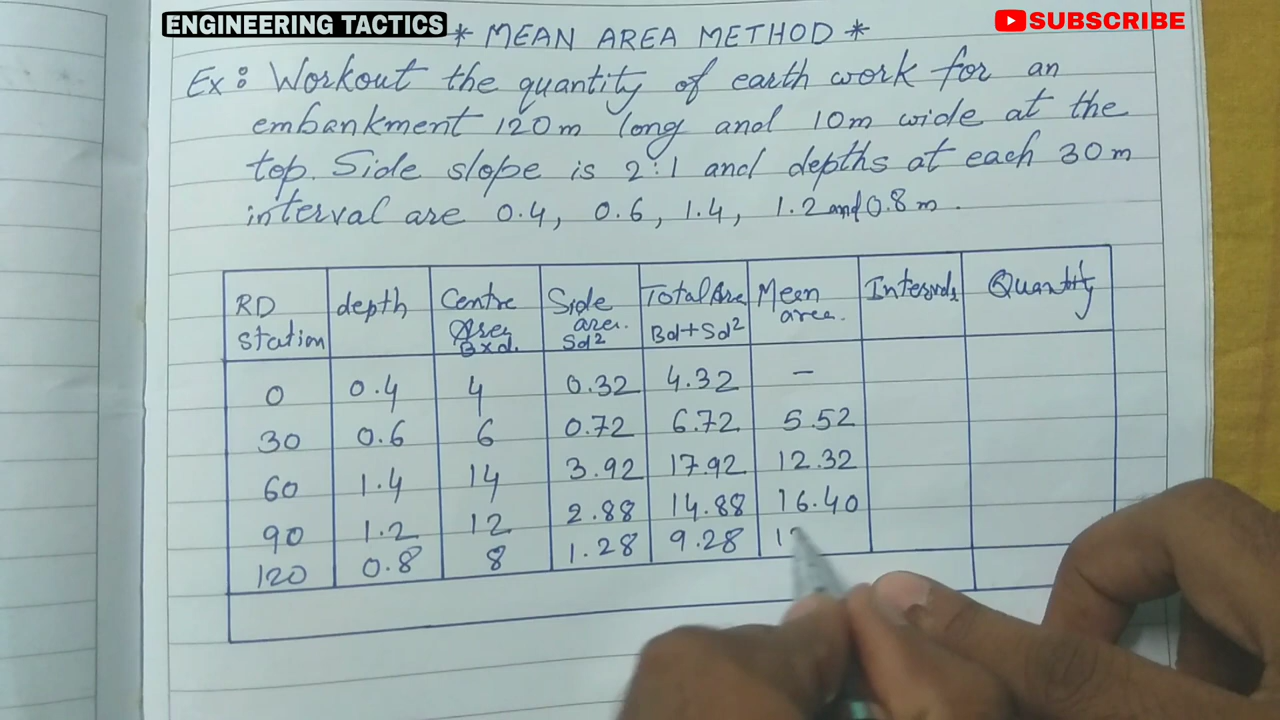 ENGINEERING TACTICS
SUBSCRIBE
* MEAN AREA METHOD *
Ex: Workout the quantity of earth work for an
embankment 120m long and 10m wide at the
top. Side slope is 2:1 and depths at each 30m
interval are 0.4, 0.6, 1.4, 1.2 and 0.8m.
RD Station depth Centre Area Bxd. Side area. Sd² Total Are Bd+Sd² Mean area. Intervals Quantity
0 0.4 4 0.32 4.32 —
30 0.6 6 0.72 6.72 5.52
60 1.4 14 3.92 17.92 12.32
90 1.2 12 2.88 14.88 16.40
120 0.8 8 1.28 9.28 1